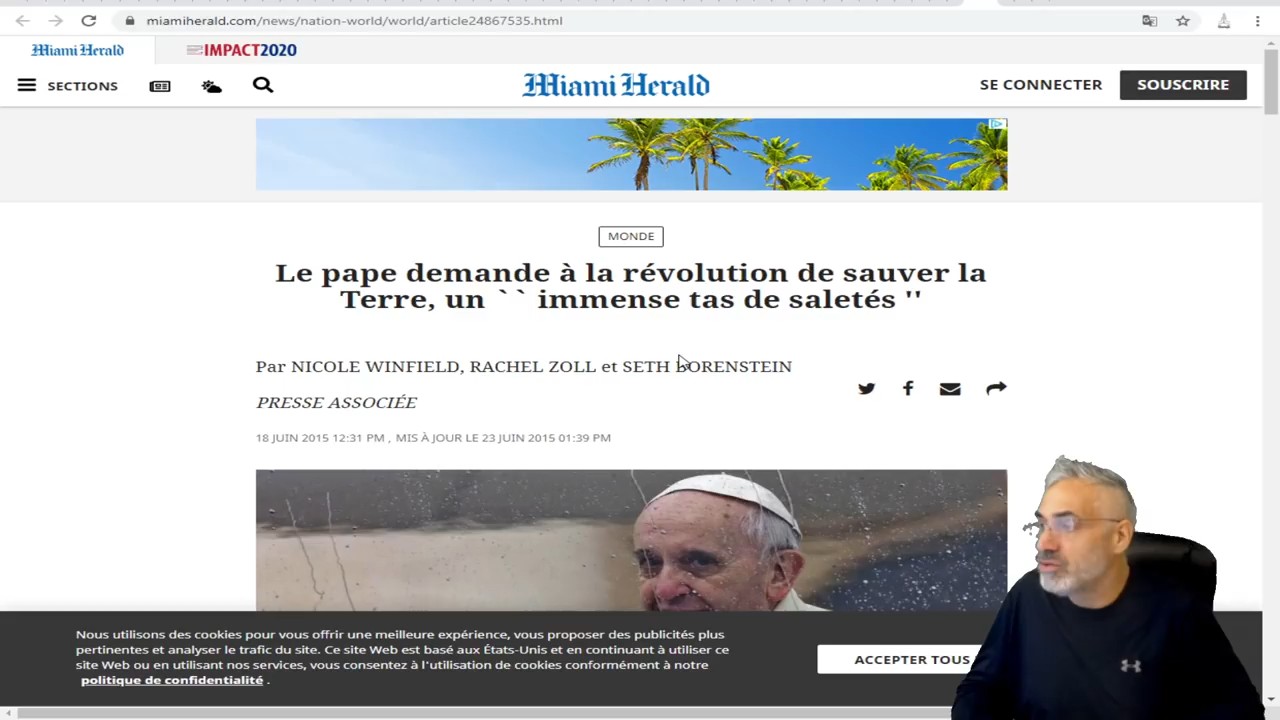 miamiherald.com/news/nation-world/world/article24867535.html
Miami Herald
IMPACT2020
SECTIONS
Miami Herald
SE CONNECTER
SOUSCRIRE
MONDE
Le pape demande à la révolution de sauver la
Terre, un `` immense tas de saletés ''
Par NICOLE WINFIELD, RACHEL ZOLL et SETH BORENSTEIN
PRESSE ASSOCIÉE
18 JUIN 2015 12:31 PM , MIS À JOUR LE 23 JUIN 2015 01:39 PM
Nous utilisons des cookies pour vous offrir une meilleure expérience, vous proposer des publicités plus
pertinentes et analyser le trafic du site. Ce site Web est basé aux États-Unis et en continuant à utiliser ce
site Web ou en utilisant nos services, vous consentez à l'utilisation de cookies conformément à notre
politique de confidentialité .
ACCEPTER TOUS